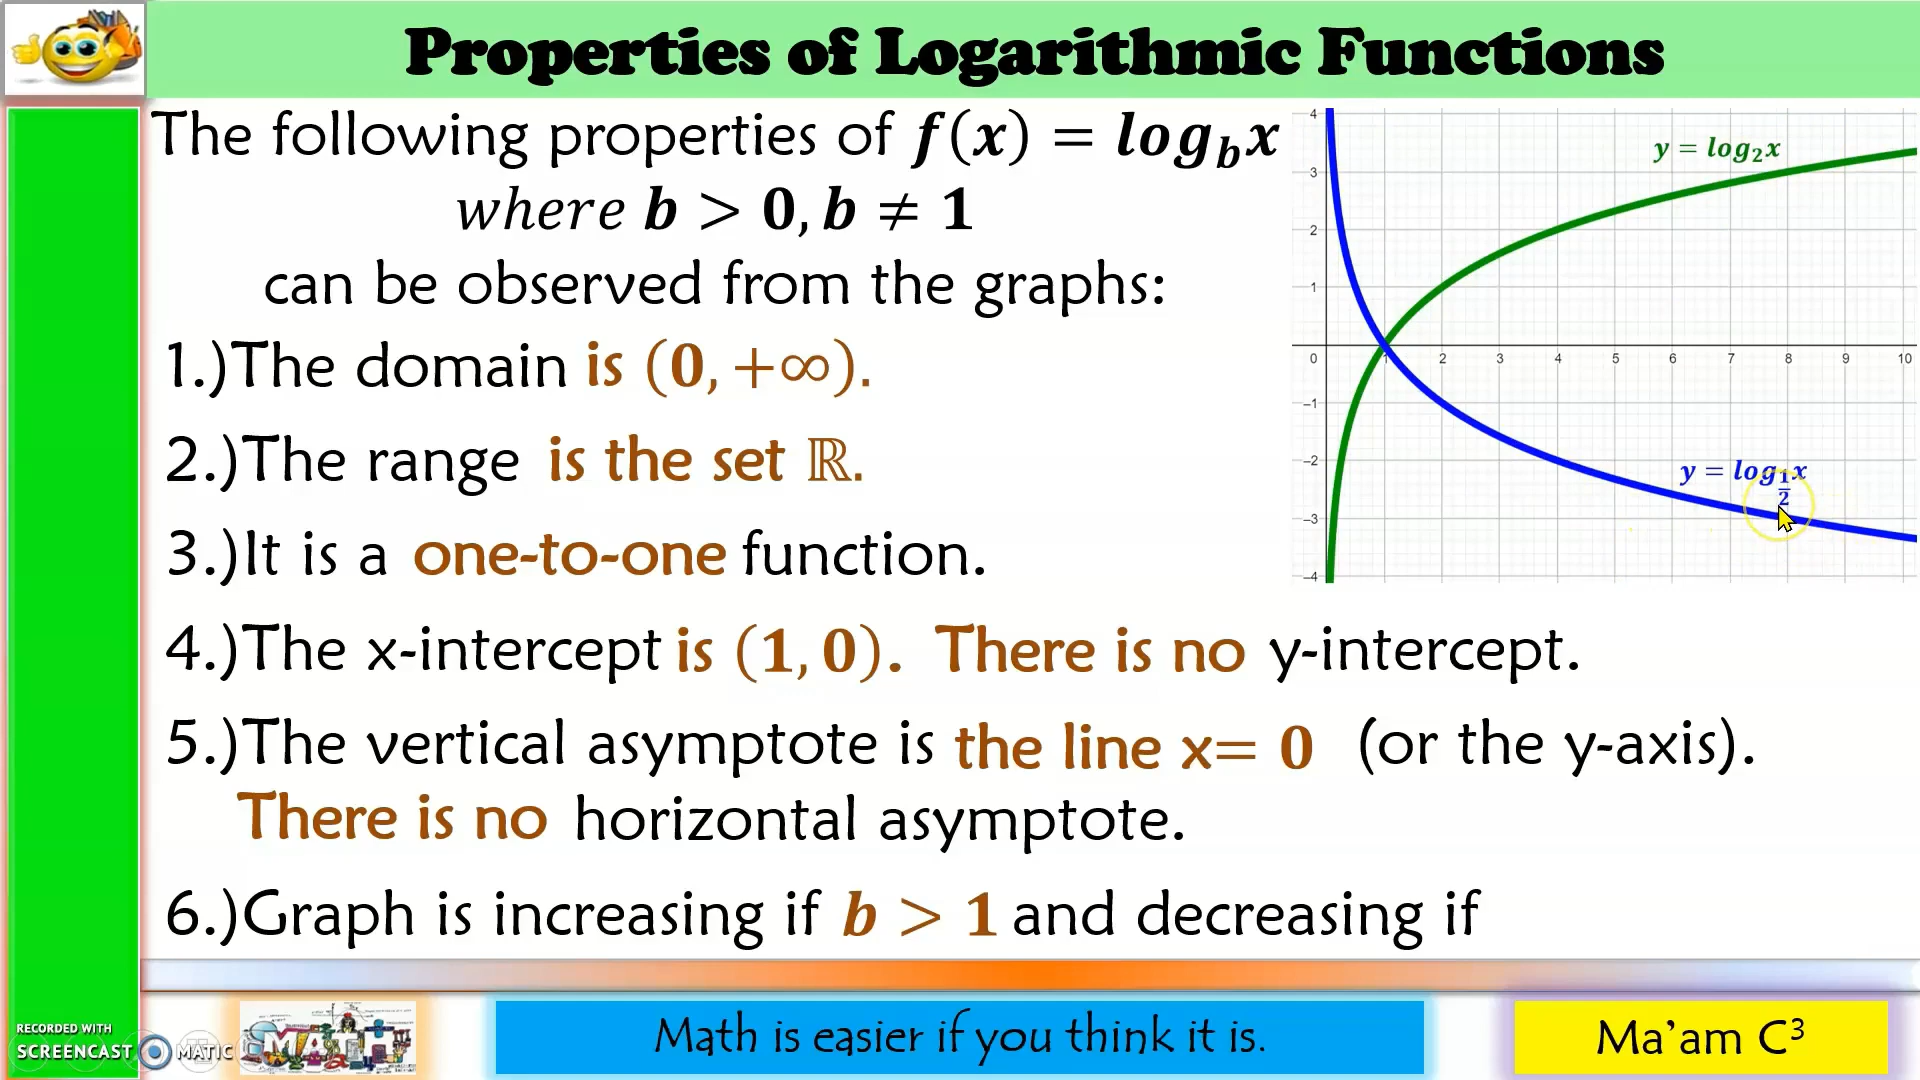 Properties of Logarithmic Functions
The following properties of f(x) = log_b x
where b > 0, b ≠ 1
can be observed from the graphs:
1.)The domain is (0, +∞).
2.)The range is the set ℝ.
3.)It is a one-to-one function.
4.)The x-intercept is (1, 0). There is no y-intercept.
5.)The vertical asymptote is the line x= 0 (or the y-axis).
There is no horizontal asymptote.
6.)Graph is increasing if b > 1 and decreasing if
y = log₂x
y = log_{1/2} x
4
3
2
1
0 1 2 3 4 5 6 7 8 9 10
–1
–2
–3
–4
RECORDED WITH
SCREENCAST MATIC
MATH
Math is easier if you think it is.
Ma’am C³